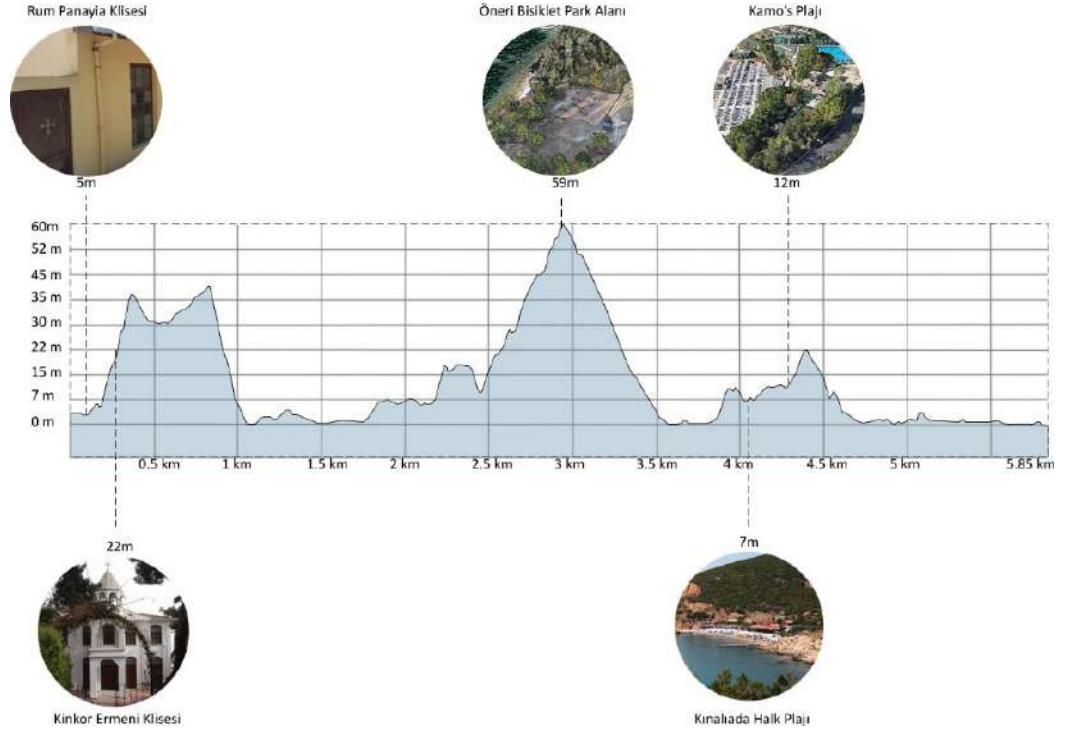 Rum Panayia Klisesi
Öneri Bisiklet Park Alanı
Kamo's Plajı
5m
59m
12m
60m
52 m
45 m
35 m
30 m
22 m
15 m
7 m
0 m
0.5 km
1 km
1.5 km
2 km
2.5 km
3 km
3.5 km
4 km
4.5 km
5 km
5.85 km
22m
7m
Kinkor Ermeni Klisesi
Kınalıada Halk Plajı